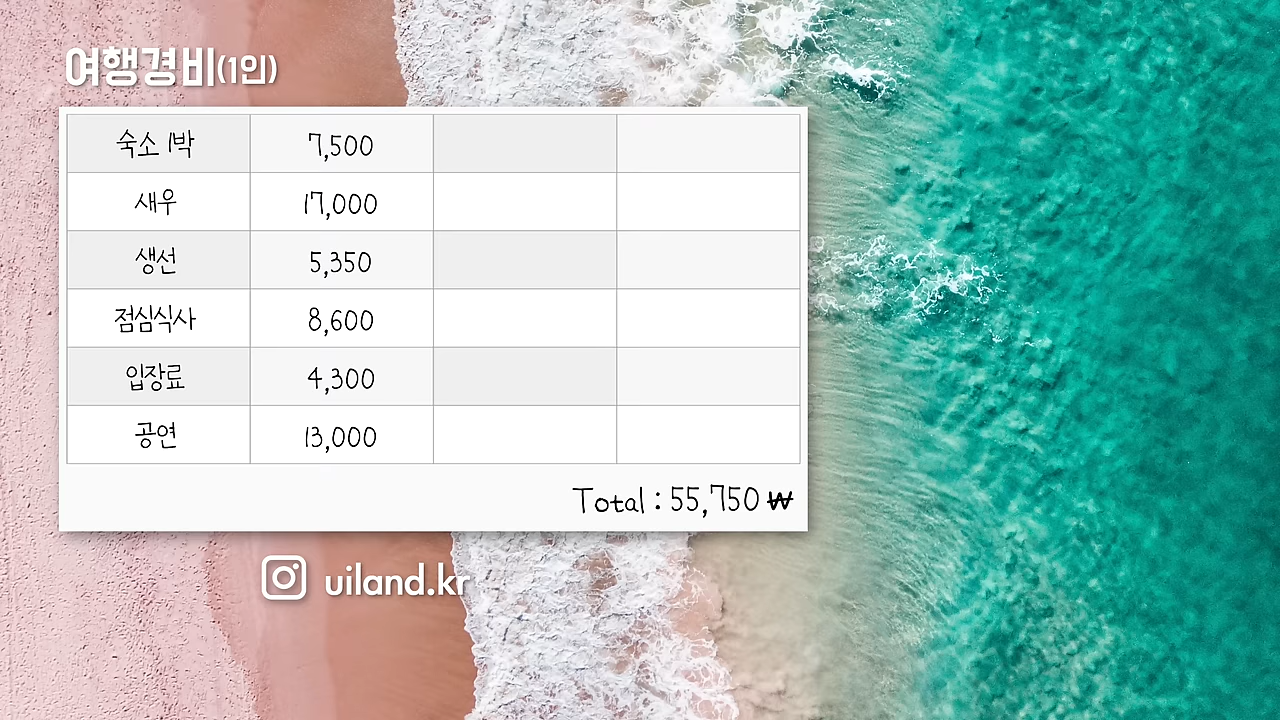 여행경비(1인)
숙소 1박 7,500
새우 17,000
생선 5,350
점심식사 8,600
입장료 4,300
공연 13,000
Total : 55,750 ₩
uiland.kr